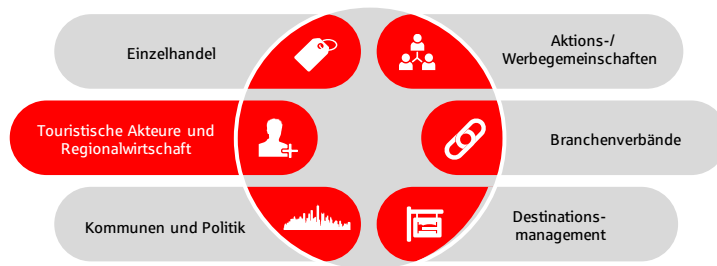 Einzelhandel
Aktions-/
Werbegemeinschaften
Touristische Akteure und
Regionalwirtschaft
Branchenverbände
Kommunen und Politik
Destinations-
management